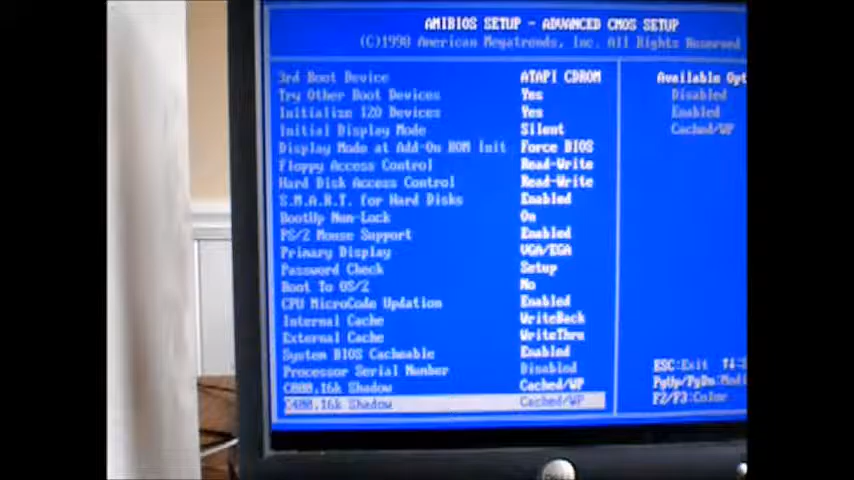 AMIBIOS SETUP - ADVANCED CMOS SETUP
(C)1998 American Megatrends, Inc. All Rights Reserved
3rd Boot Device ATAPI CDROM
Try Other Boot Devices Yes
Initialize I2O Devices Yes
Initial Display Mode Silent
Display Mode at Add-On ROM Init Force BIOS
Floppy Access Control Read-Write
Hard Disk Access Control Read-Write
S.M.A.R.T. for Hard Disks Enabled
BootUp Num-Lock On
PS/2 Mouse Support Enabled
Primary Display VGA/EGA
Password Check Setup
Boot To OS/2 No
CPU MicroCode Updation Enabled
Internal Cache WriteBack
External Cache WriteThru
System BIOS Cacheable Enabled
Processor Serial Number Disabled
C000,16k Shadow Cached/WP
C400,16k Shadow Cached/WP
Available Opt
Disabled
Enabled
Cached/WP
ESC:Exit
PgUp/PgDn:Modi
F2/F3:Color